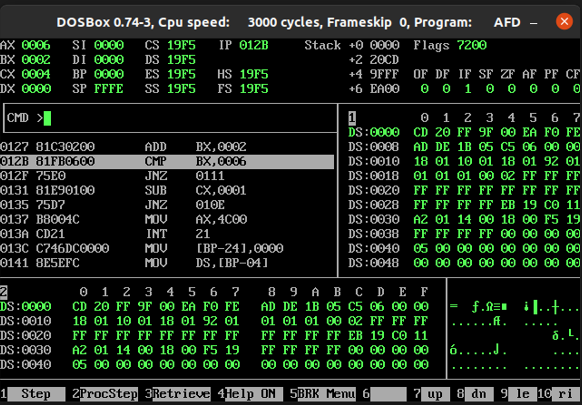 DOSBox 0.74-3, Cpu speed: 3000 cycles, Frameskip 0, Program: AFD
AX 0006 SI 0000 CS 19F5 IP 012B Stack +0 0000 Flags 7200
BX 0002 DI 0000 DS 19F5 +2 20CD
CX 0004 BP 0000 ES 19F5 HS 19F5 +4 9FFF OF DF IF SF ZF AF PF CF
DX 0000 SP FFFE SS 19F5 FS 19F5 +6 EA00 0 0 1 0 0 0 0 0
CMD >
0127 81C30200 ADD BX,0002
012B 81FB0600 CMP BX,0006
012F 75E0 JNZ 0111
0131 81E90100 SUB CX,0001
0135 75D7 JNZ 010E
0137 B8004C MOV AX,4C00
013A CD21 INT 21
013C C746DC0000 MOV [BP-24],0000
0141 8E5EFC MOV DS,[BP-04]
1 0 1 2 3 4 5 6 7
DS:0000 CD 20 FF 9F 00 EA F0 FE
DS:0008 AD DE 1B 05 C5 06 00 00
DS:0010 18 01 10 01 18 01 92 01
DS:0018 01 01 01 00 02 FF FF FF
DS:0020 FF FF FF FF FF FF FF FF
DS:0028 FF FF FF FF EB 19 C0 11
DS:0030 A2 01 14 00 18 00 F5 19
DS:0038 FF FF FF FF 00 00 00 00
DS:0040 05 00 00 00 00 00 00 00
DS:0048 00 00 00 00 00 00 00 00
2 0 1 2 3 4 5 6 7 8 9 A B C D E F
DS:0000 CD 20 FF 9F 00 EA F0 FE AD DE 1B 05 C5 06 00 00
DS:0010 18 01 10 01 18 01 92 01 01 01 01 00 02 FF FF FF
DS:0020 FF FF FF FF FF FF FF FF FF FF FF FF EB 19 C0 11
DS:0030 A2 01 14 00 18 00 F5 19 FF FF FF FF 00 00 00 00
DS:0040 05 00 00 00 00 00 00 00 00 00 00 00 00 00 00 00
1 Step 2 ProcStep 3 Retrieve 4 Help ON 5 BRK Menu 6 7 up 8 dn 9 le 10 ri